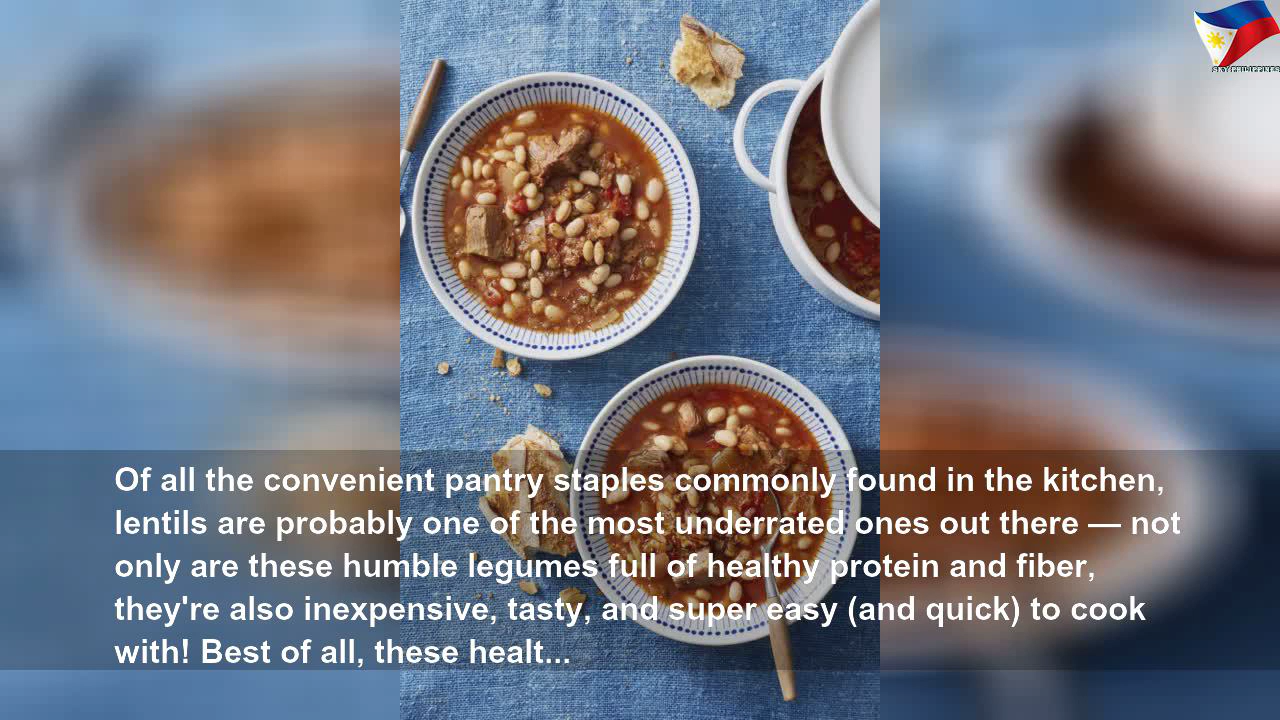 Of all the convenient pantry staples commonly found in the kitchen,
lentils are probably one of the most underrated ones out there — not
only are these humble legumes full of healthy protein and fiber,
they're also inexpensive, tasty, and super easy (and quick) to cook
with! Best of all, these healt...